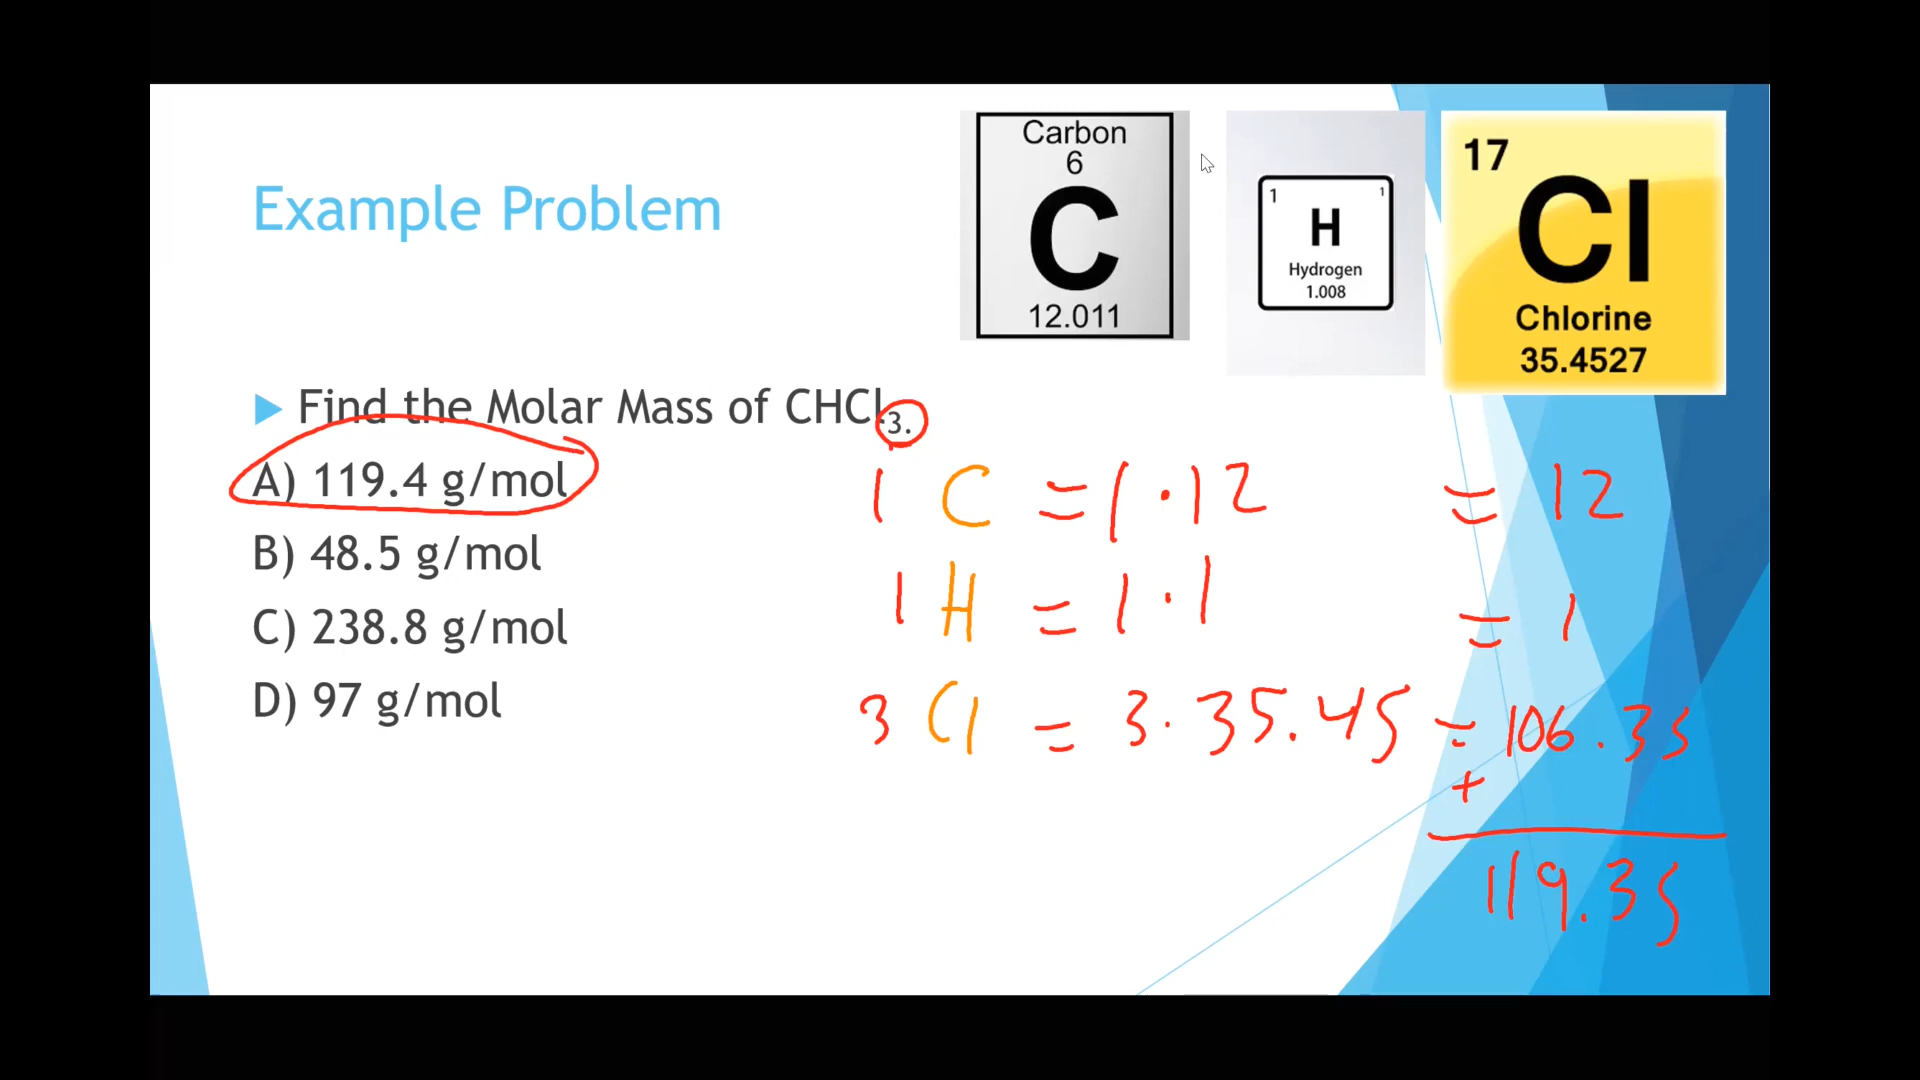 Carbon
6
C
12.011
1 1
H
Hydrogen
1.008
17
Cl
Chlorine
35.4527
Example Problem
Find the Molar Mass of CHCl3.
A) 119.4 g/mol
B) 48.5 g/mol
C) 238.8 g/mol
D) 97 g/mol
1 C = 1 · 12 = 12
1 H = 1 · 1 = 1
3 Cl = 3 · 35.45 = 106.35
+
119.35